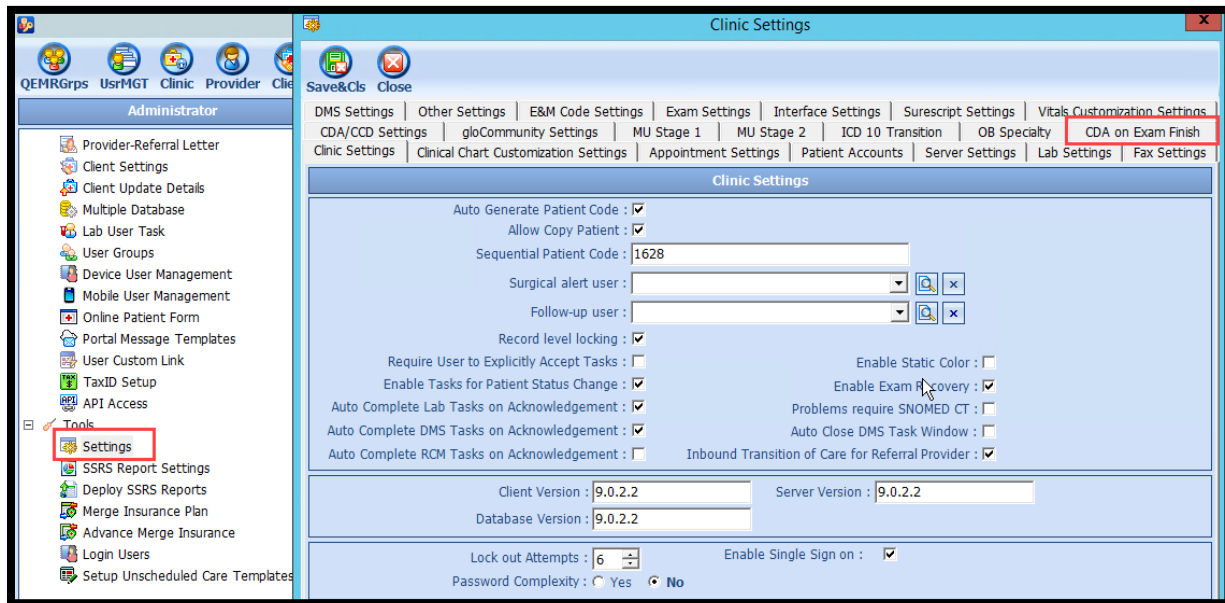 Clinic Settings
X
QEMRGrps UsrMGT Clinic Provider Clie
Save&Cls Close
Administrator
Provider-Referral Letter
Client Settings
Client Update Details
Multiple Database
Lab User Task
User Groups
Device User Management
Mobile User Management
Online Patient Form
Portal Message Templates
User Custom Link
TaxID Setup
API Access
Tools
Settings
SSRS Report Settings
Deploy SSRS Reports
Merge Insurance Plan
Advance Merge Insurance
Login Users
Setup Unscheduled Care Templates
DMS Settings Other Settings E&M Code Settings Exam Settings Interface Settings Surescript Settings Vitals Customization Settings
CDA/CCD Settings gloCommunity Settings MU Stage 1 MU Stage 2 ICD 10 Transition OB Specialty CDA on Exam Finish
Clinic Settings Clinical Chart Customization Settings Appointment Settings Patient Accounts Server Settings Lab Settings Fax Settings
Clinic Settings
Auto Generate Patient Code :
Allow Copy Patient :
Sequential Patient Code : 1628
Surgical alert user :
Follow-up user :
Record level locking :
Require User to Explicitly Accept Tasks : Enable Static Color :
Enable Tasks for Patient Status Change : Enable Exam Recovery :
Auto Complete Lab Tasks on Acknowledgement : Problems require SNOMED CT :
Auto Complete DMS Tasks on Acknowledgement : Auto Close DMS Task Window :
Auto Complete RCM Tasks on Acknowledgement : Inbound Transition of Care for Referral Provider :
Client Version : 9.0.2.2 Server Version : 9.0.2.2
Database Version : 9.0.2.2
Lock out Attempts : 6 Enable Single Sign on :
Password Complexity : Yes No